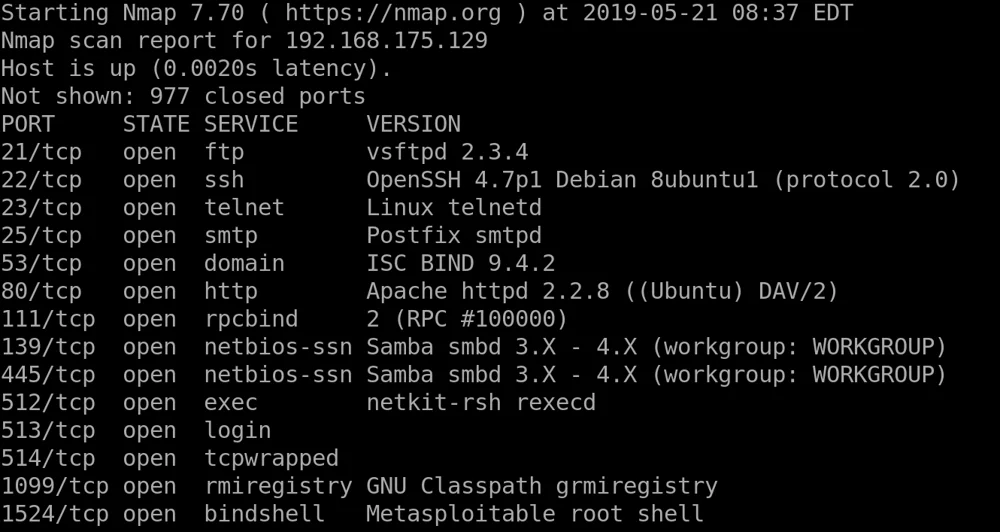 Starting Nmap 7.70 ( https://nmap.org ) at 2019-05-21 08:37 EDT
Nmap scan report for 192.168.175.129
Host is up (0.0020s latency).
Not shown: 977 closed ports
PORT     STATE SERVICE     VERSION
21/tcp   open  ftp         vsftpd 2.3.4
22/tcp   open  ssh         OpenSSH 4.7p1 Debian 8ubuntu1 (protocol 2.0)
23/tcp   open  telnet      Linux telnetd
25/tcp   open  smtp        Postfix smtpd
53/tcp   open  domain      ISC BIND 9.4.2
80/tcp   open  http        Apache httpd 2.2.8 ((Ubuntu) DAV/2)
111/tcp  open  rpcbind     2 (RPC #100000)
139/tcp  open  netbios-ssn Samba smbd 3.X - 4.X (workgroup: WORKGROUP)
445/tcp  open  netbios-ssn Samba smbd 3.X - 4.X (workgroup: WORKGROUP)
512/tcp  open  exec        netkit-rsh rexecd
513/tcp  open  login
514/tcp  open  tcpwrapped
1099/tcp open  rmiregistry GNU Classpath grmiregistry
1524/tcp open  bindshell   Metasploitable root shell